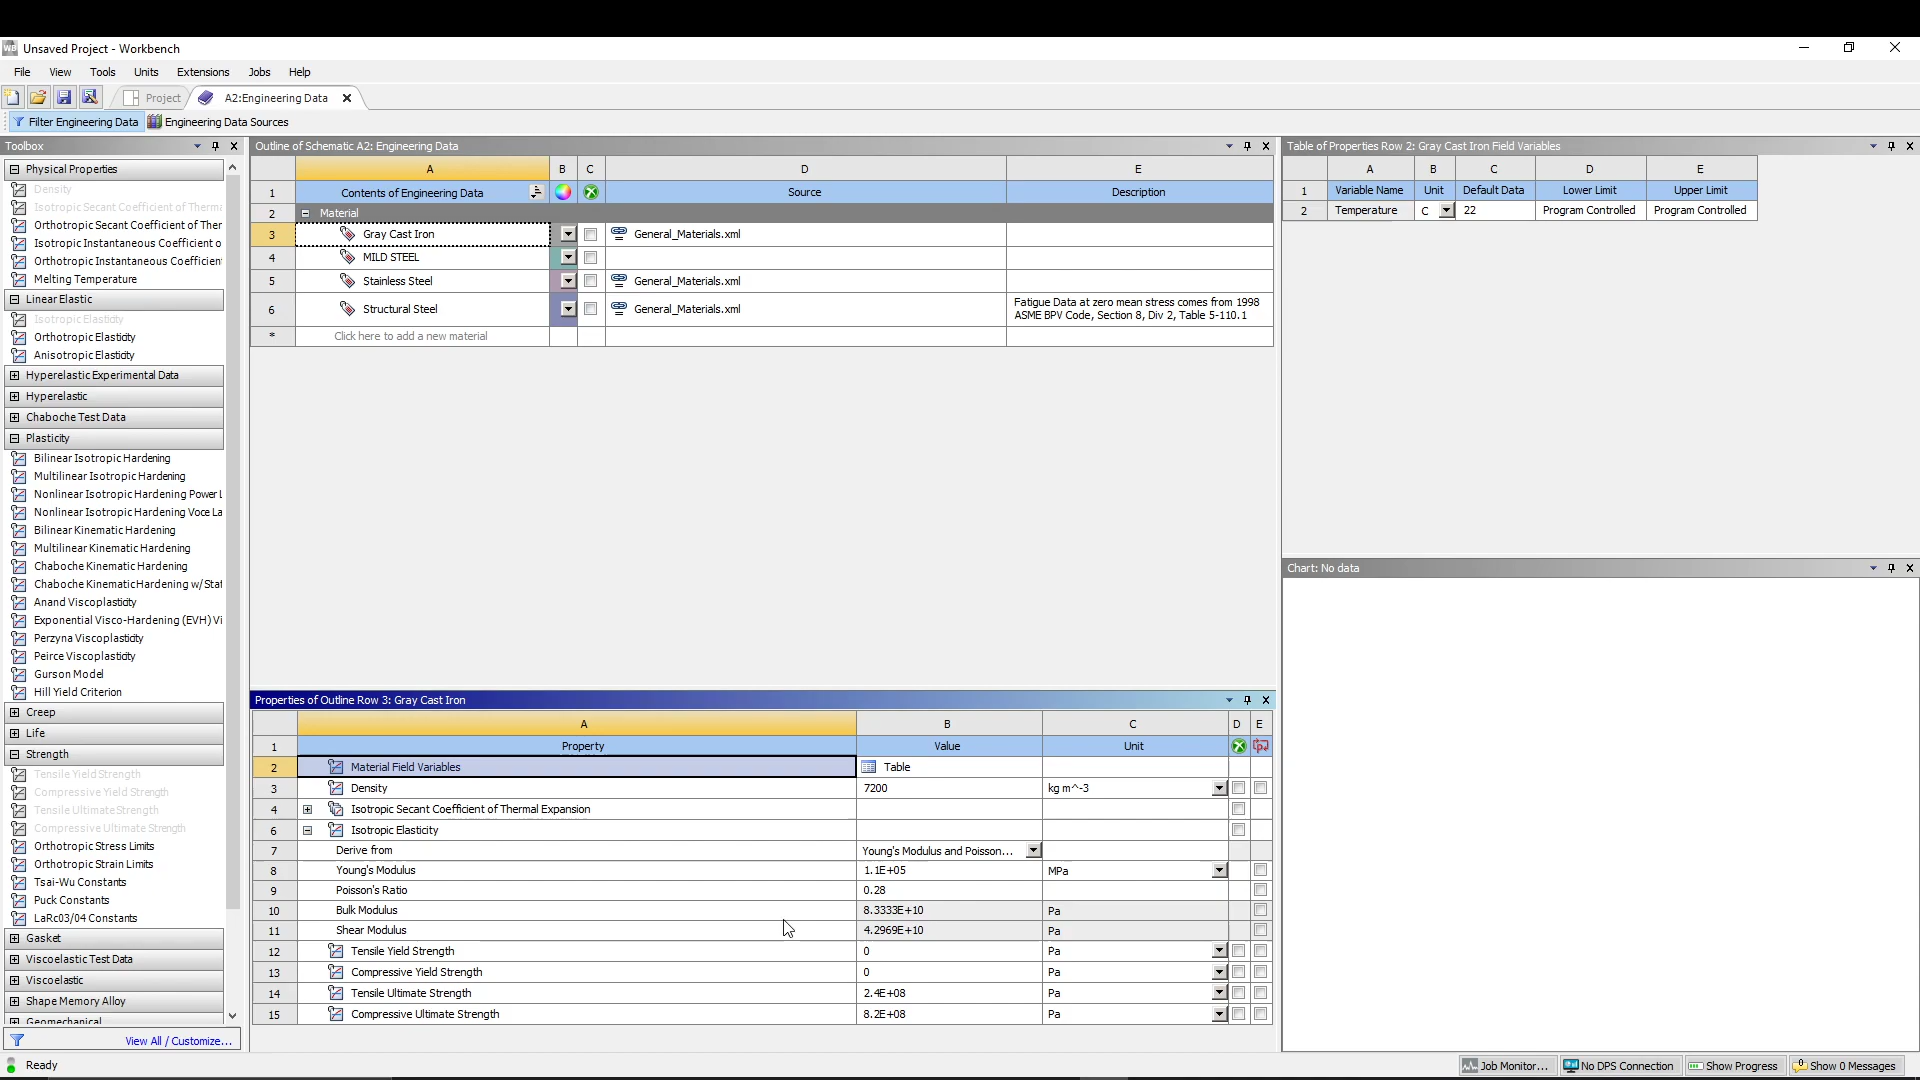 Unsaved Project - Workbench
File View Tools Units Extensions Jobs Help
Project A2:Engineering Data
Filter Engineering Data Engineering Data Sources
Toolbox
Physical Properties
Density
Isotropic Secant Coefficient of Therma
Orthotropic Secant Coefficient of Ther
Isotropic Instantaneous Coefficient o
Orthotropic Instantaneous Coefficien
Melting Temperature
Linear Elastic
Isotropic Elasticity
Orthotropic Elasticity
Anisotropic Elasticity
Hyperelastic Experimental Data
Hyperelastic
Chaboche Test Data
Plasticity
Bilinear Isotropic Hardening
Multilinear Isotropic Hardening
Nonlinear Isotropic Hardening Power L
Nonlinear Isotropic Hardening Voce La
Bilinear Kinematic Hardening
Multilinear Kinematic Hardening
Chaboche Kinematic Hardening
Chaboche KinematicHardening w/Stat
Anand Viscoplasticity
Exponential Visco-Hardening (EVH) Vi
Perzyna Viscoplasticity
Peirce Viscoplasticity
Gurson Model
Hill Yield Criterion
Creep
Life
Strength
Tensile Yield Strength
Compressive Yield Strength
Tensile Ultimate Strength
Compressive Ultimate Strength
Orthotropic Stress Limits
Orthotropic Strain Limits
Tsai-Wu Constants
Puck Constants
LaRc03/04 Constants
Gasket
Viscoelastic Test Data
Viscoelastic
Shape Memory Alloy
Geomechanical
View All / Customize...
Outline of Schematic A2: Engineering Data
A B C D E
1 Contents of Engineering Data Source Description
2 Material
3 Gray Cast Iron General_Materials.xml
4 MILD STEEL
5 Stainless Steel General_Materials.xml
6 Structural Steel General_Materials.xml Fatigue Data at zero mean stress comes from 1998
ASME BPV Code, Section 8, Div 2, Table 5-110.1
* Click here to add a new material
Properties of Outline Row 3: Gray Cast Iron
A B C D E
1 Property Value Unit
2 Material Field Variables Table
3 Density 7200 kg m^-3
4 Isotropic Secant Coefficient of Thermal Expansion
6 Isotropic Elasticity
7 Derive from Young's Modulus and Poisson...
8 Young's Modulus 1.1E+05 MPa
9 Poisson's Ratio 0.28
10 Bulk Modulus 8.3333E+10 Pa
11 Shear Modulus 4.2969E+10 Pa
12 Tensile Yield Strength 0 Pa
13 Compressive Yield Strength 0 Pa
14 Tensile Ultimate Strength 2.4E+08 Pa
15 Compressive Ultimate Strength 8.2E+08 Pa
Table of Properties Row 2: Gray Cast Iron Field Variables
A B C D E
1 Variable Name Unit Default Data Lower Limit Upper Limit
2 Temperature C 22 Program Controlled Program Controlled
Chart: No data
Ready
Job Monitor... No DPS Connection Show Progress Show 0 Messages